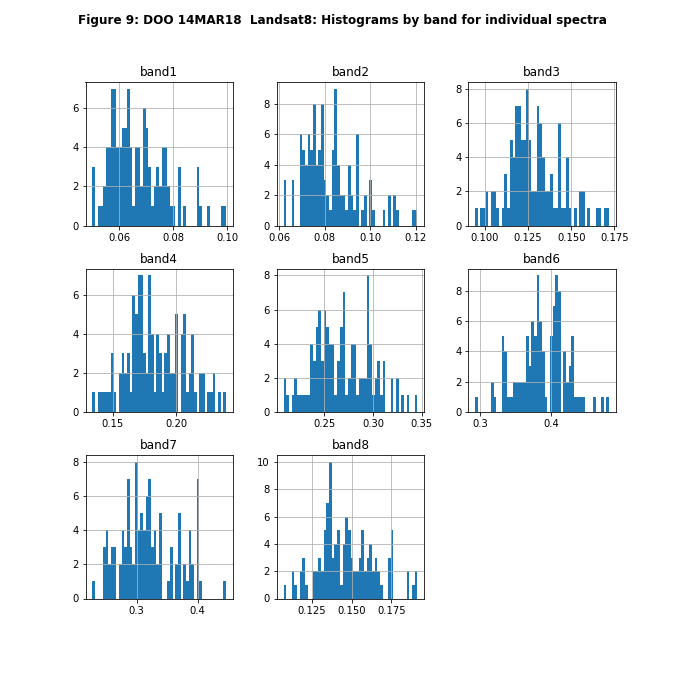 Figure 9: DOO 14MAR18  Landsat8: Histograms by band for individual spectra
band1 band2 band3
6 4 2 0
8 6 4 2 0
8 6 4 2 0
0.06 0.08 0.10
0.06 0.08 0.10 0.12
0.100 0.125 0.150 0.175
band4 band5 band6
6 4 2 0
8 6 4 2 0
8 6 4 2 0
0.15 0.20
0.25 0.30 0.35
0.3 0.4
band7 band8
8 6 4 2 0
10 8 6 4 2 0
0.3 0.4
0.125 0.150 0.175